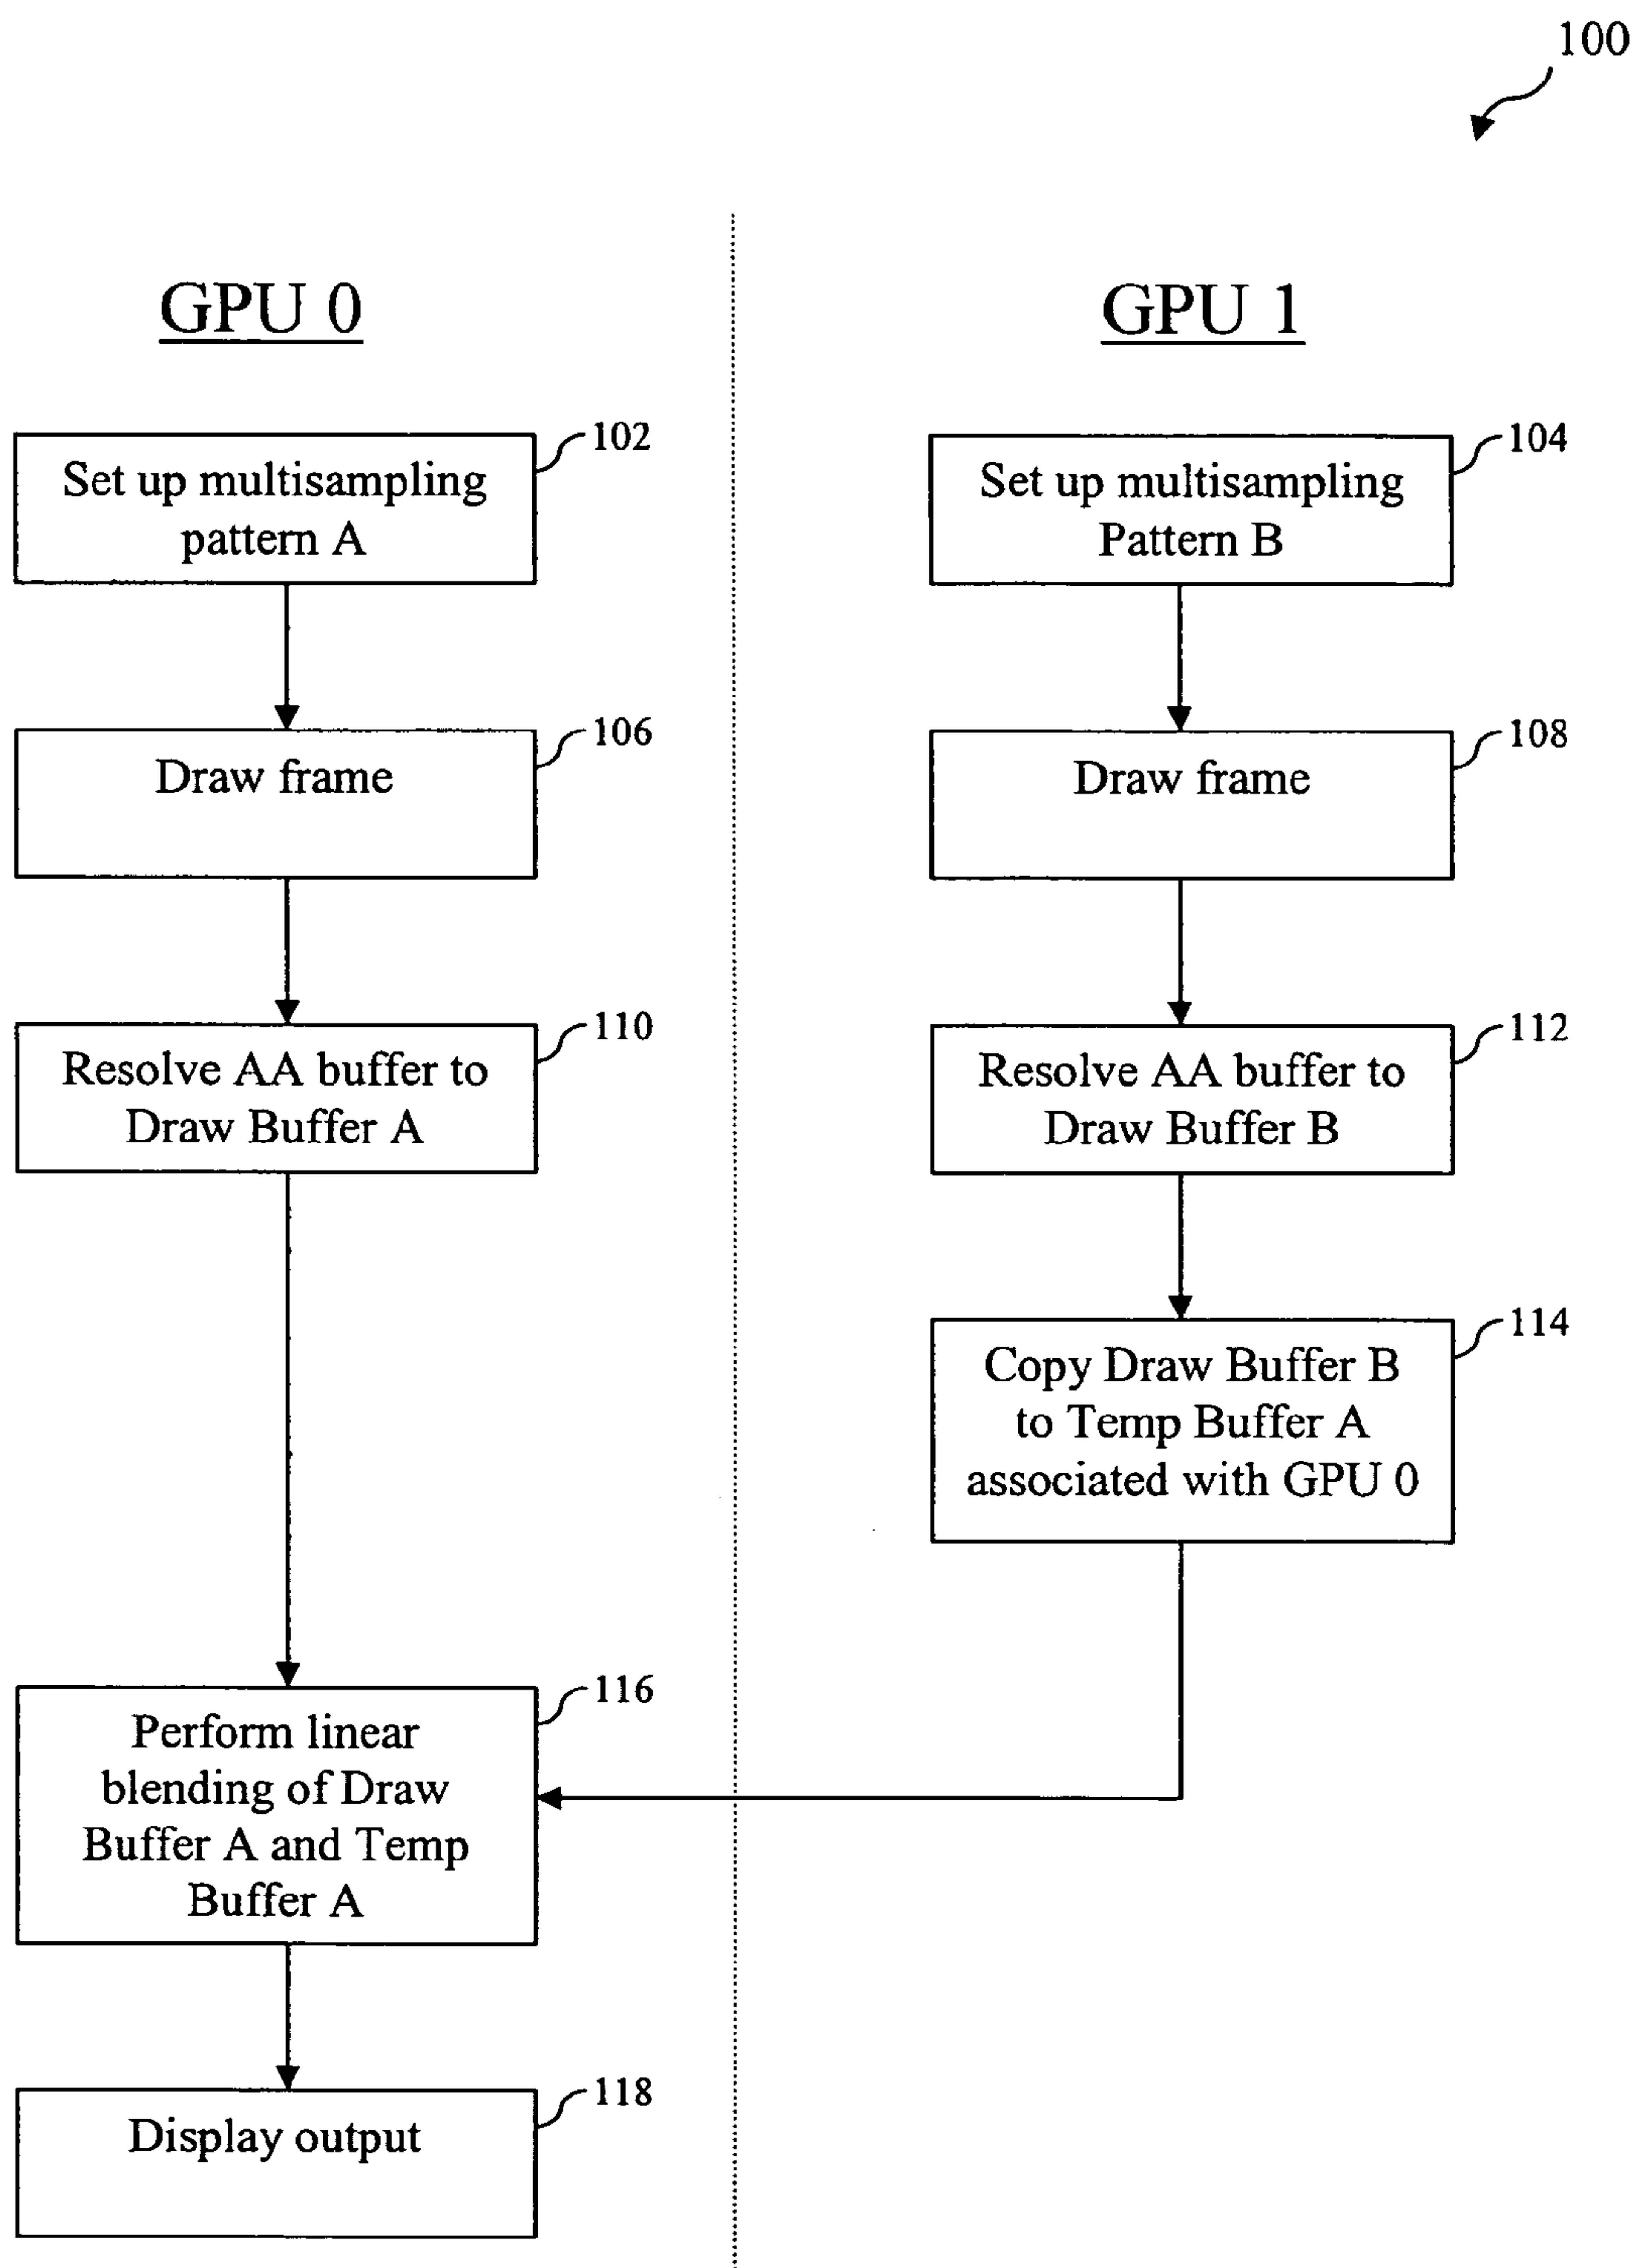 100
GPU 0
GPU 1
102
Set up multisampling
pattern A
104
Set up multisampling
Pattern B
106
Draw frame
108
Draw frame
110
Resolve AA buffer to
Draw Buffer A
112
Resolve AA buffer to
Draw Buffer B
114
Copy Draw Buffer B
to Temp Buffer A
associated with GPU 0
116
Perform linear
blending of Draw
Buffer A and Temp
Buffer A
118
Display output